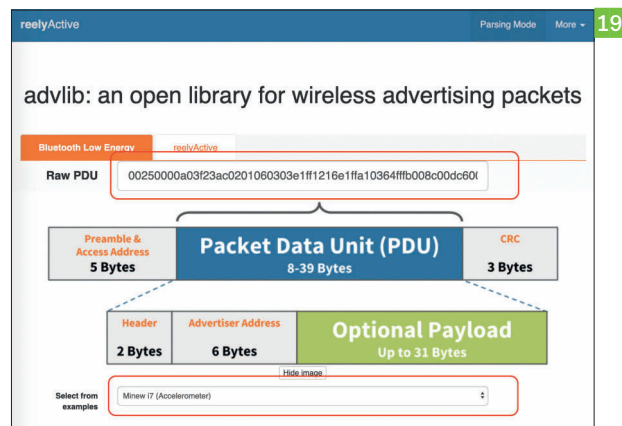 reelyActive Parsing Mode More 19
advlib: an open library for wireless advertising packets
Bluetooth Low Energy reelyActive
Raw PDU 00250000a03f23ac0201060303e1ff1216e1ffa10364fffb008c00dc60
Preamble &
Access Address
5 Bytes
Packet Data Unit (PDU)
8-39 Bytes
CRC
3 Bytes
Header
2 Bytes
Advertiser Address
6 Bytes
Optional Payload
Up to 31 Bytes
Hide image
Select from
examples
Minew i7 (Accelerometer)